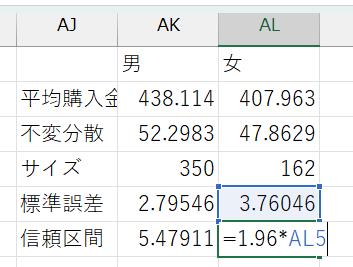 AJ AK AL
男 女
平均購入金 438.114 407.963
不変分散 52.2983 47.8629
サイズ 350 162
標準誤差 2.79546 3.76046
信頼区間 5.47911 =1.96*AL5